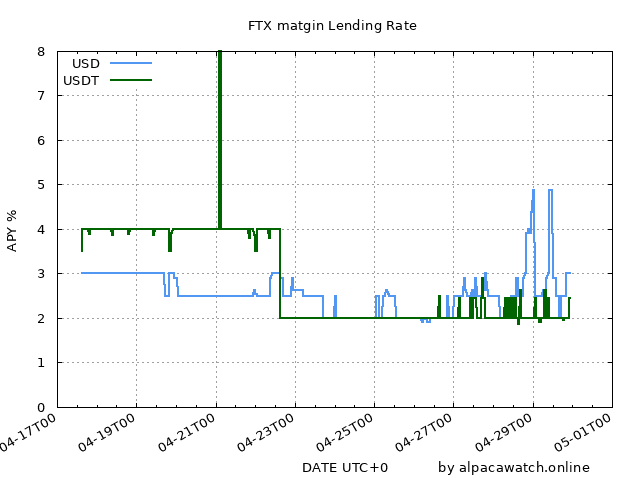 FTX matgin Lending Rate
USD
USDT
8
7
6
5
4
3
2
1
0
APY %
04-17T00
04-19T00
04-21T00
04-23T00
04-25T00
04-27T00
04-29T00
05-01T00
DATE UTC+0
by alpacawatch.online